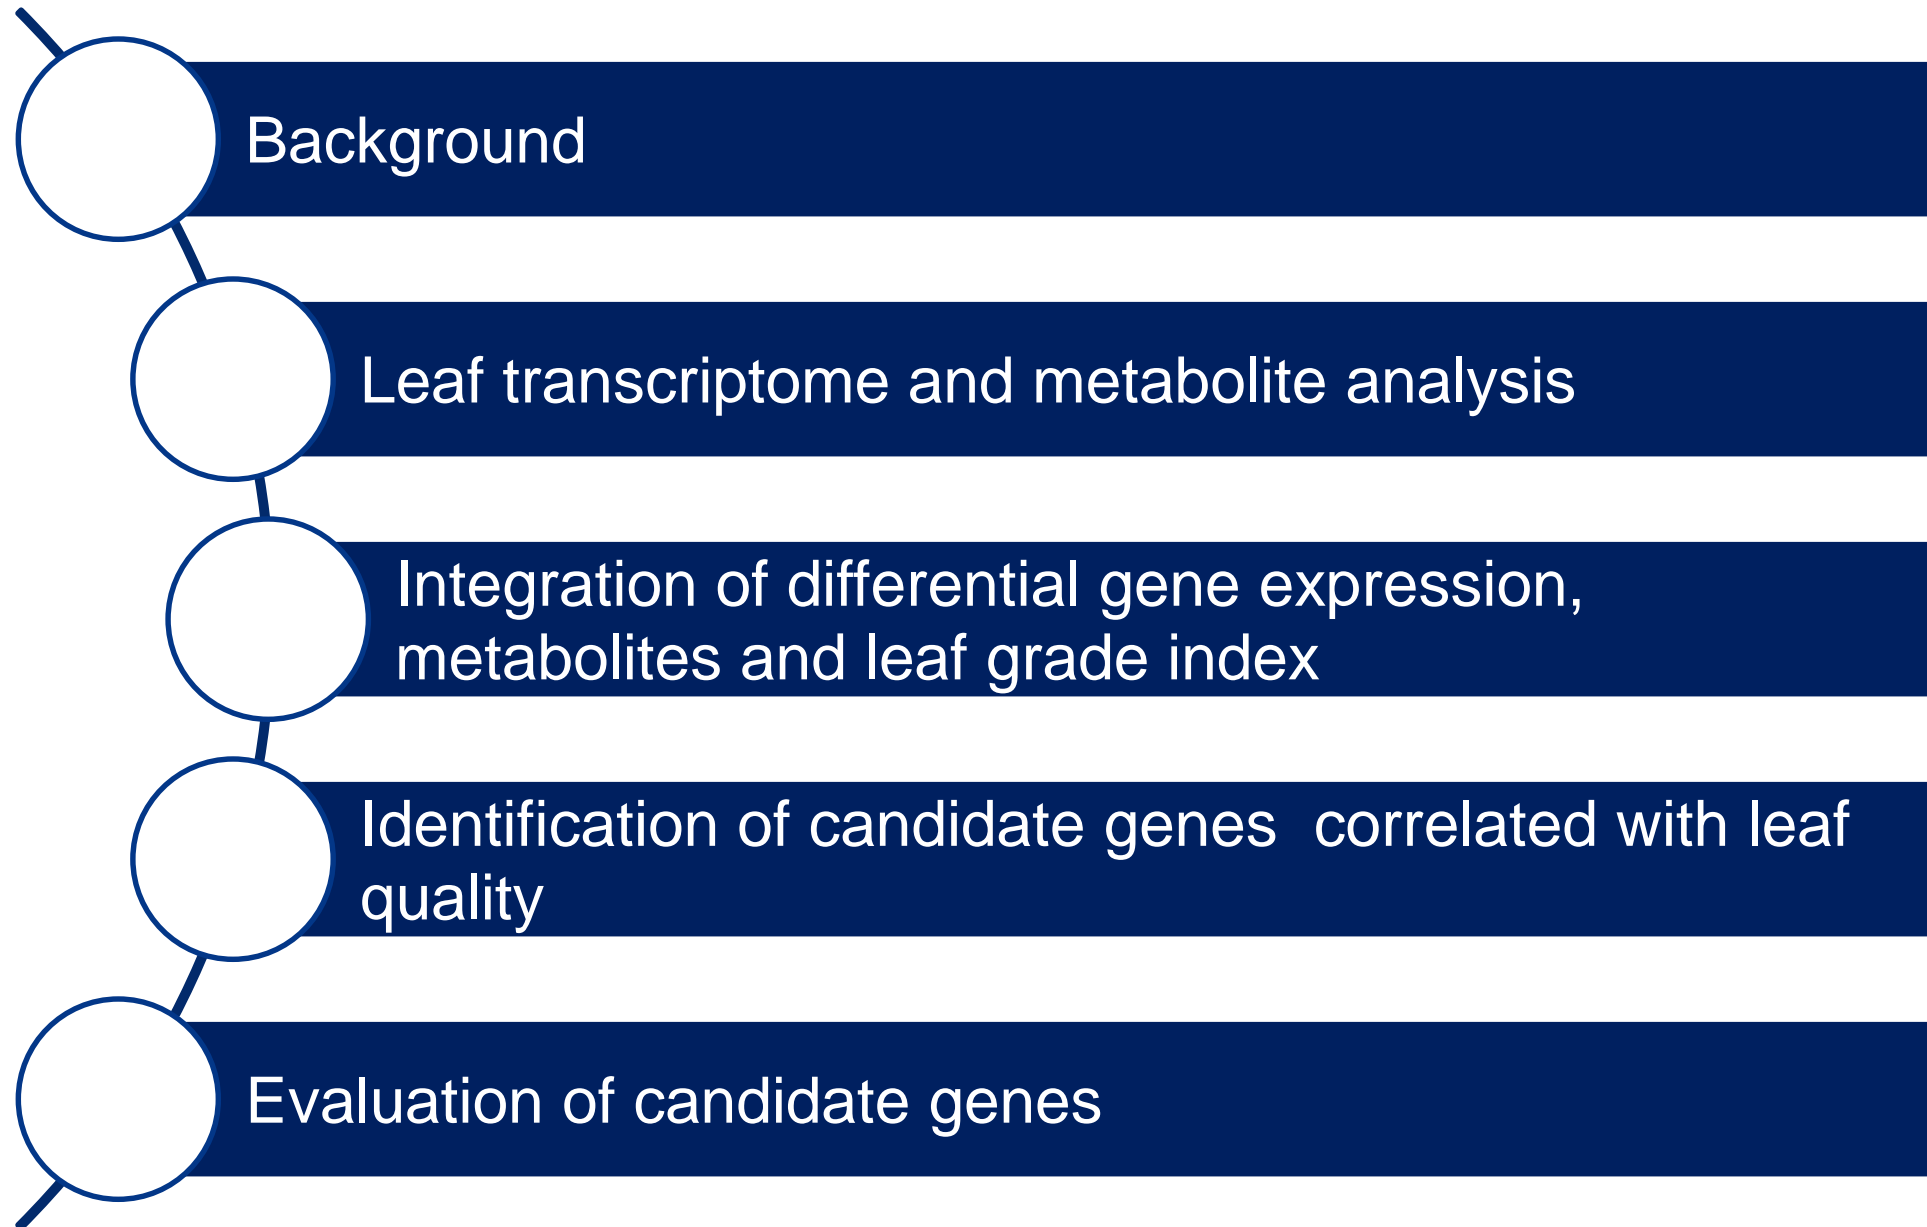 Background
Leaf transcriptome and metabolite analysis
Integration of differential gene expression,
metabolites and leaf grade index
Identification of candidate genes  correlated with leaf
quality
Evaluation of candidate genes